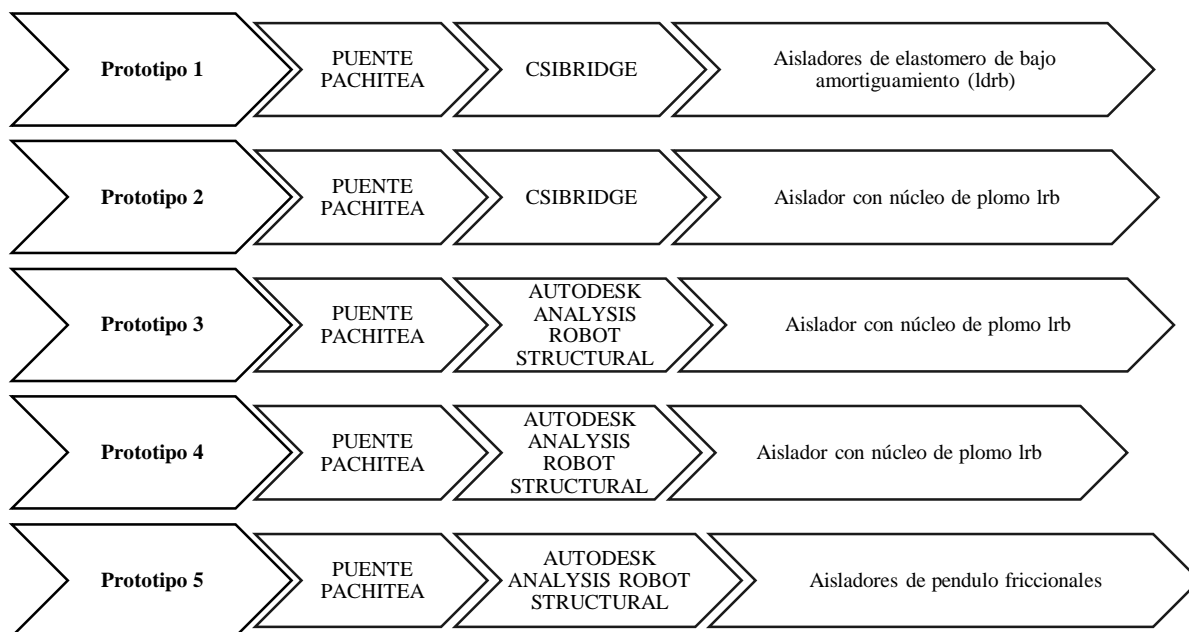 Prototipo 1
PUENTE
PACHITEA
CSIBRIDGE
Aisladores de elastomero de bajo
amortiguamiento (ldrb)
Prototipo 2
PUENTE
PACHITEA
CSIBRIDGE
Aislador con núcleo de plomo lrb
Prototipo 3
PUENTE
PACHITEA
AUTODESK
ANALYSIS
ROBOT
STRUCTURAL
Aislador con núcleo de plomo lrb
Prototipo 4
PUENTE
PACHITEA
AUTODESK
ANALYSIS
ROBOT
STRUCTURAL
Aislador con núcleo de plomo lrb
Prototipo 5
PUENTE
PACHITEA
AUTODESK
ANALYSIS ROBOT
STRUCTURAL
Aisladores de pendulo friccionales